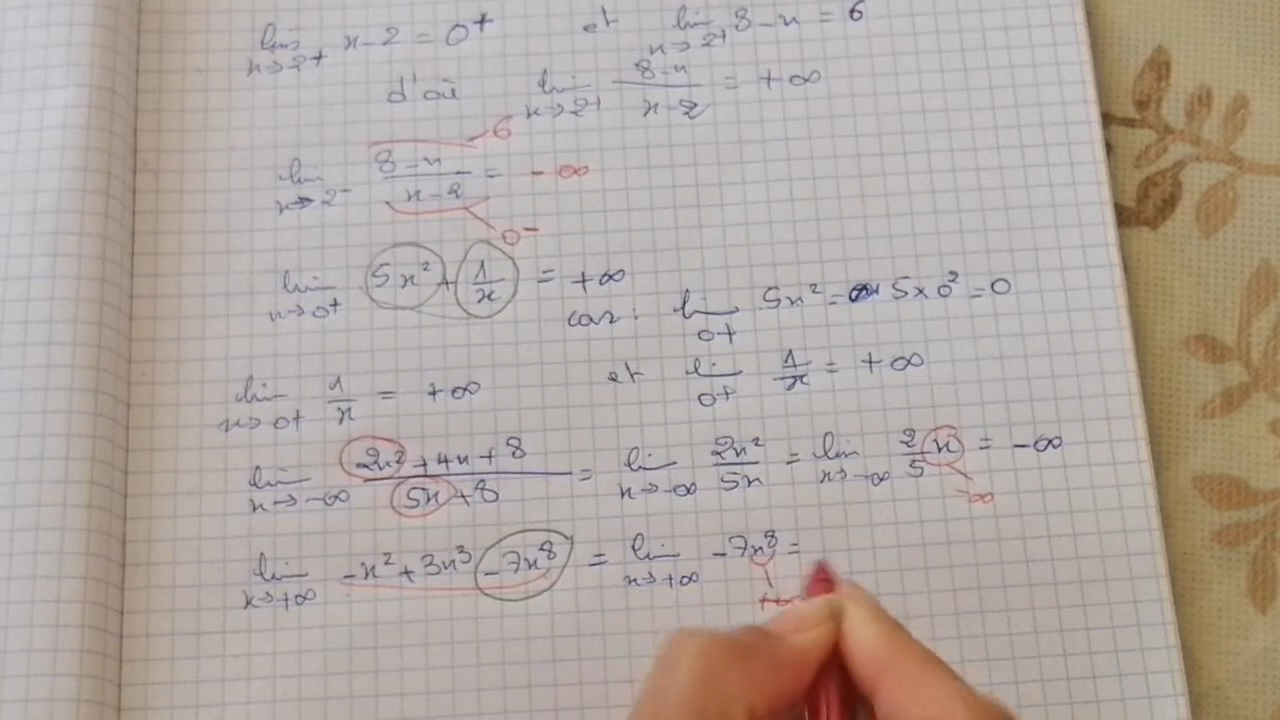 lim x→2+ x-2 = 0+ et lim x→2+ 8-x = 6
d'où lim x→2+ (8-x)/(x-2) = +∞
lim x→2- (8-x)/(x-2) = -∞ 6 0-
lim x→0+ 5x² + 1/x = +∞
car : lim 0+ 5x² = 5×0² = 0
lim x→0+ 1/x = +∞ et lim 0+ 1/x = +∞
lim x→-∞ (2x²+4x+8)/(5x+8) = lim x→-∞ 2x²/5x = lim x→-∞ 2/5 x = -∞ -∞
lim x→+∞ -x²+3x³-7x⁸ = lim x→+∞ -7x⁸ =